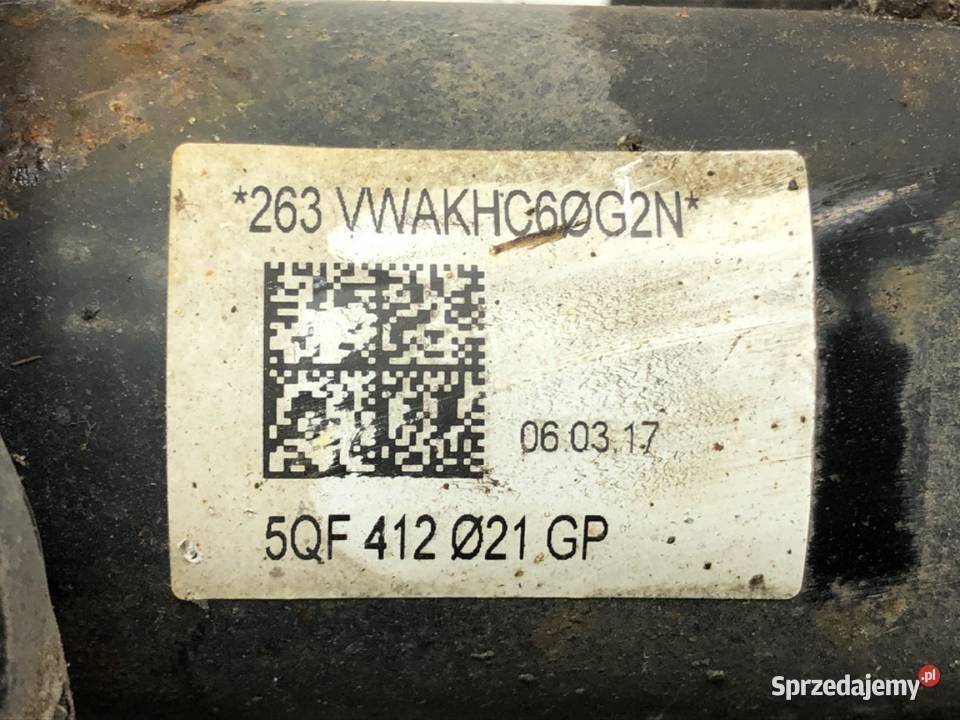 *263 VWAKHC6ØG2N*
06.03.17
5QF 412 Ø21 GP
Sprzedajemy.pl